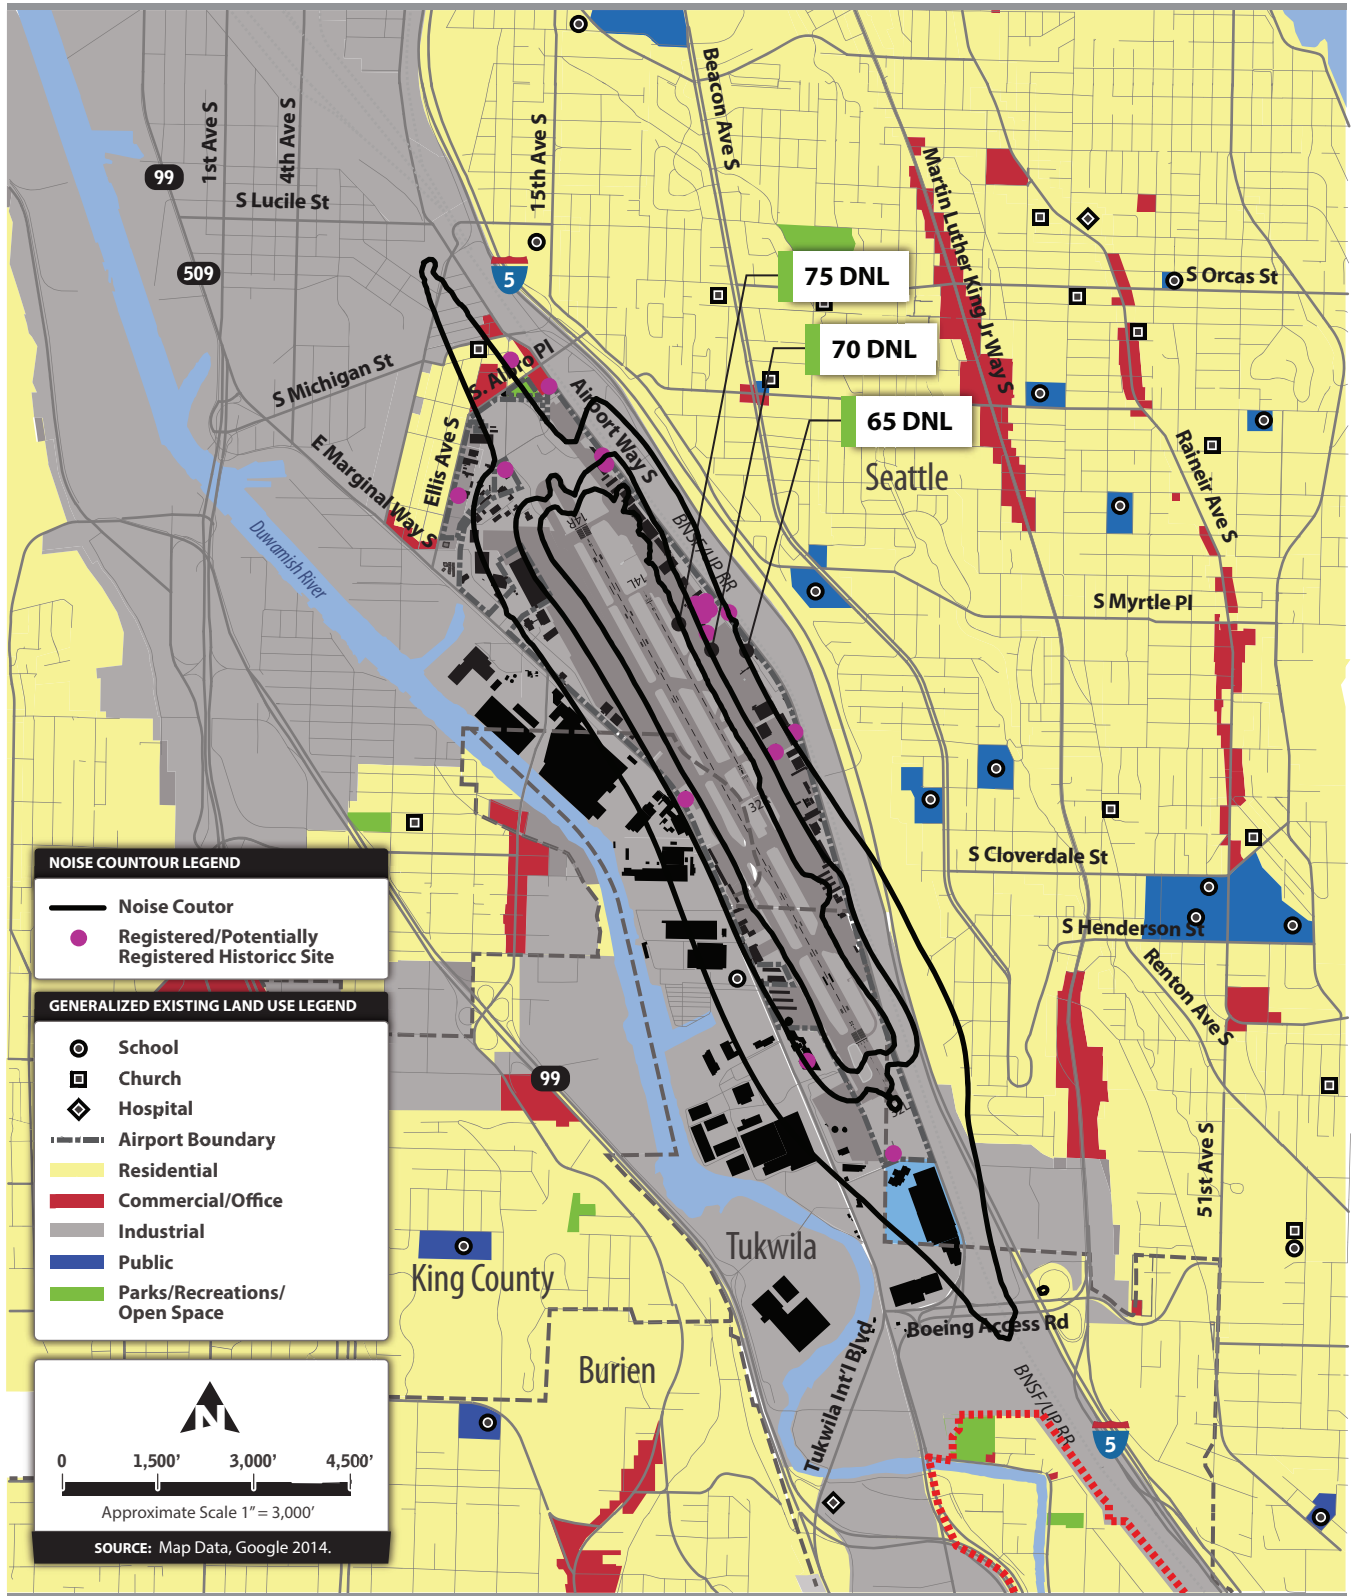 Beacon Ave S
1st Ave S
4th Ave S
15th Ave S
99
S Lucile St
Martin Luther King Jr Way S
509
5
75 DNL
S Orcas St
70 DNL
S Michigan St
S. Albro Pl
Airport Way S
65 DNL
Ellis Ave S
E Marginal Way S
Seattle
Raineir Ave S
Duwamish River
14R
14L
BNSF/UP RR
S Myrtle Pl
32
S Cloverdale St
S Henderson St
Renton Ave S
NOISE COUNTOUR LEGEND
Noise Coutor
Registered/Potentially
Registered Historicc Site
GENERALIZED EXISTING LAND USE LEGEND
School
Church
Hospital
Airport Boundary
Residential
Commercial/Office
Industrial
Public
Parks/Recreations/
Open Space
99
32L
51st Ave S
Tukwila
King County
Boeing Access Rd
Burien
Tukwila Int'l Blvd
BNSF/UP RR
5
N
0 1,500' 3,000' 4,500'
Approximate Scale 1" = 3,000'
SOURCE: Map Data, Google 2014.